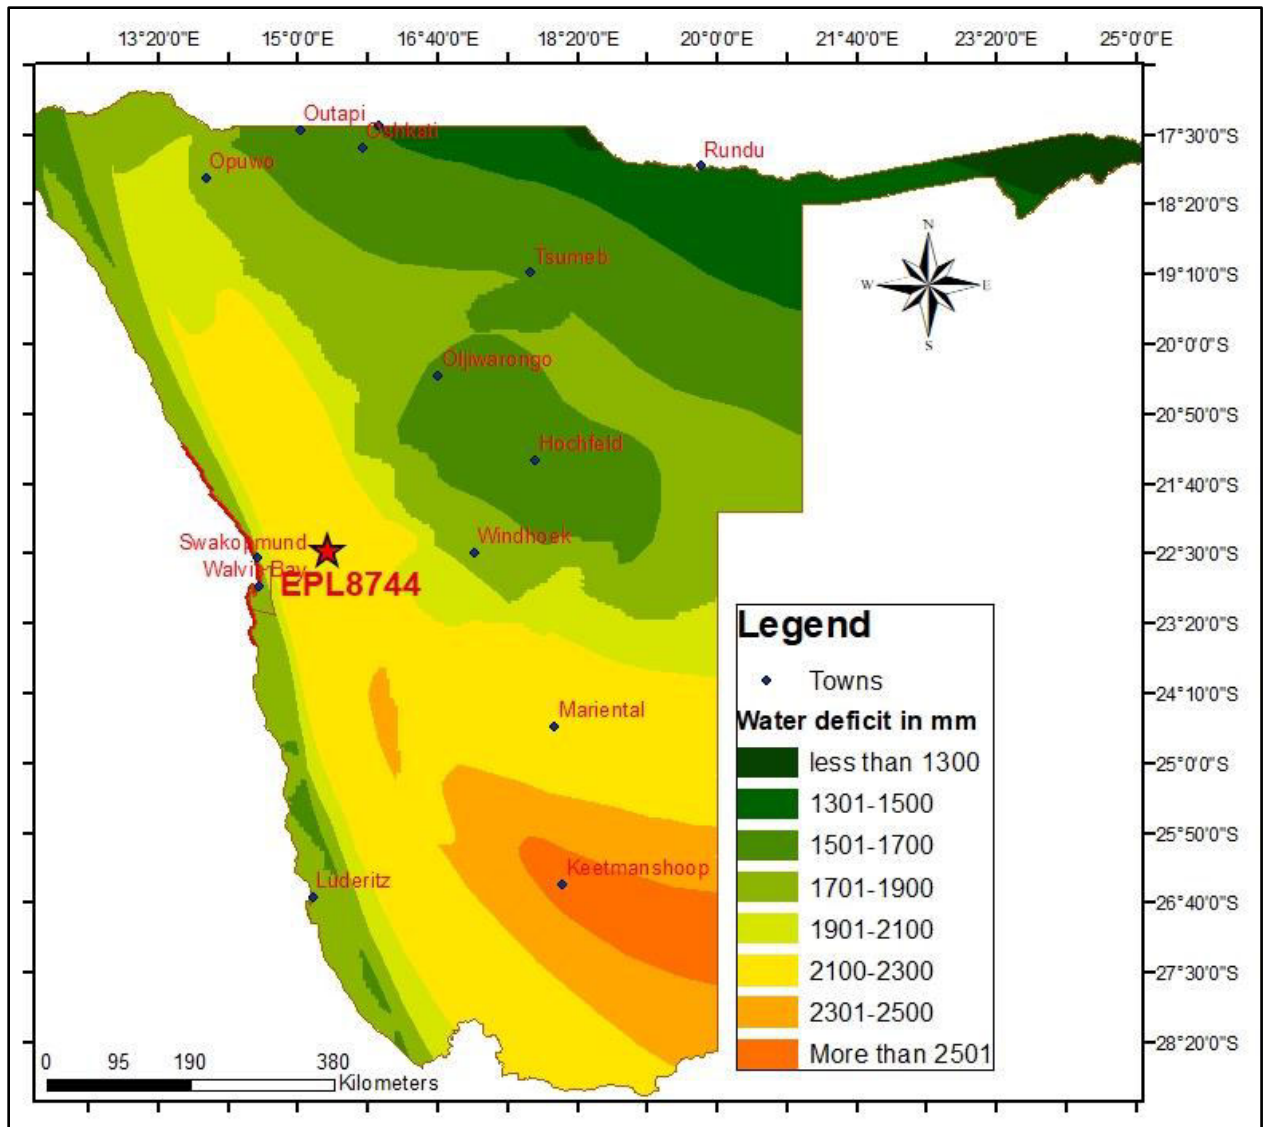 13°20'0"E 15°0'0"E 16°40'0"E 18°20'0"E 20°0'0"E 21°40'0"E 23°20'0"E 25°0'0"E
Outapi
Oshkati
17°30'0"S
Rundu
Opuwo
18°20'0"S
N
Tsumeb
19°10'0"S
W E
S
20°0'0"S
Oljiwarongo
20°50'0"S
Hochfeld
21°40'0"S
Windhoek
Swakopmund
22°30'0"S
Walvis Bay
EPL8744
23°20'0"S
Legend
Towns
24°10'0"S
Mariental
Water deficit in mm
less than 1300
25°0'0"S
1301-1500
25°50'0"S
1501-1700
Keetmanshoop
Luderitz
1701-1900
26°40'0"S
1901-2100
2100-2300
27°30'0"S
2301-2500
28°20'0"S
More than 2501
0 95 190 380
Kilometers